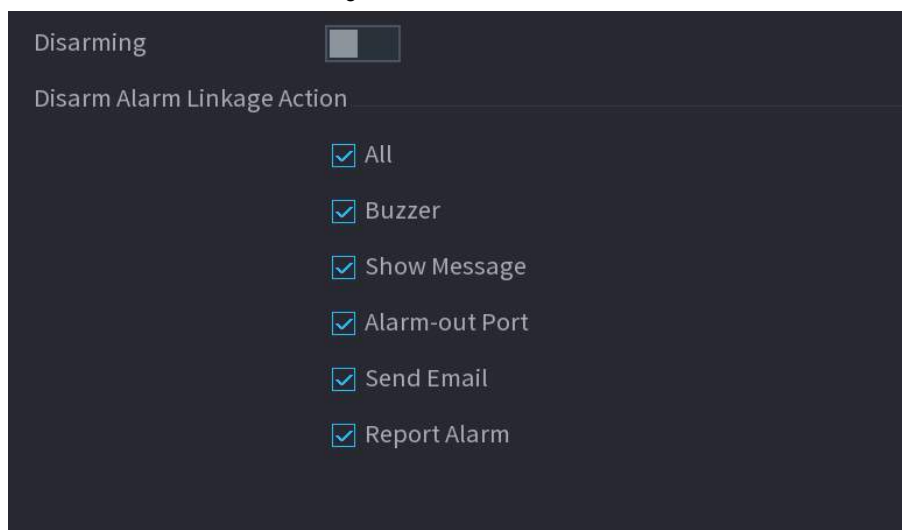 Disarming
Disarm Alarm Linkage Action
All
Buzzer
Show Message
Alarm-out Port
Send Email
Report Alarm